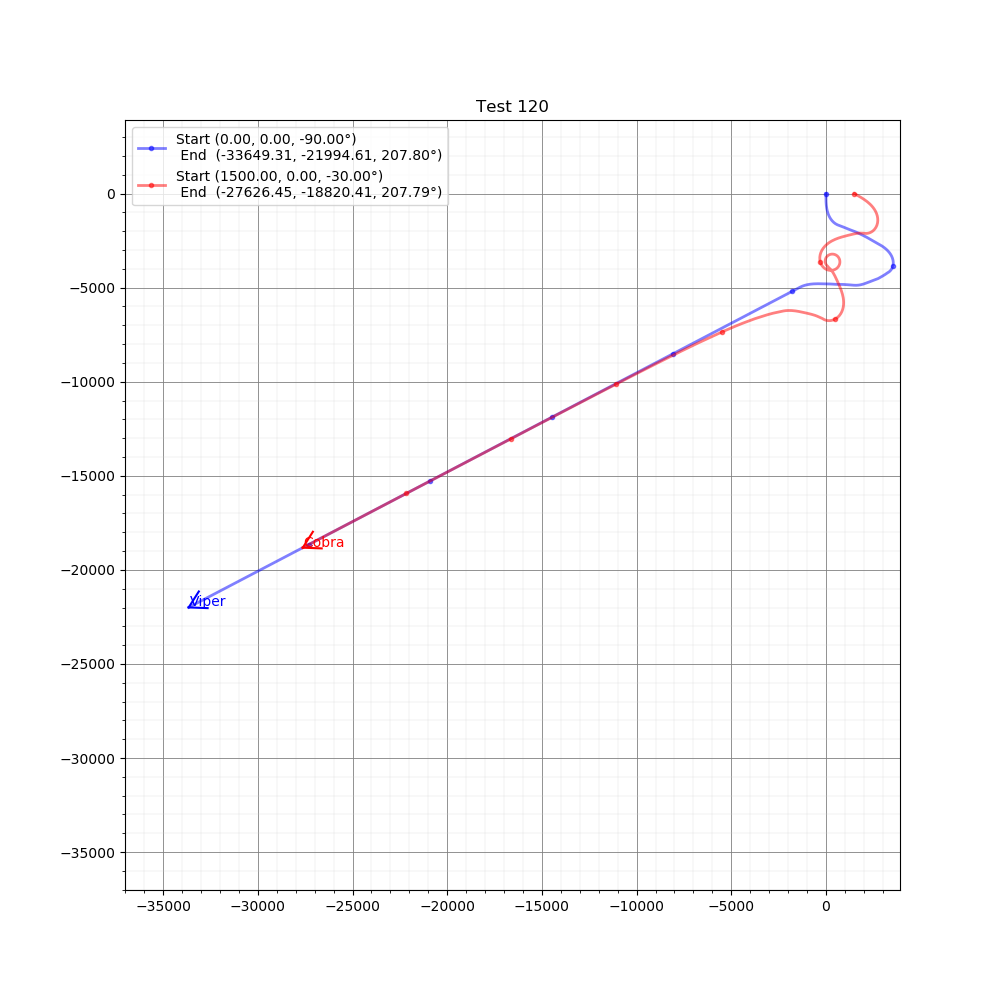 Test 120
Start (0.00, 0.00, -90.00°)
End  (-33649.31, -21994.61, 207.80°)
Start (1500.00, 0.00, -30.00°)
End  (-27626.45, -18820.41, 207.79°)
0
−5000
−10000
−15000
−20000
−25000
−30000
−35000
Cobra
Viper
−35000 −30000 −25000 −20000 −15000 −10000 −5000 0